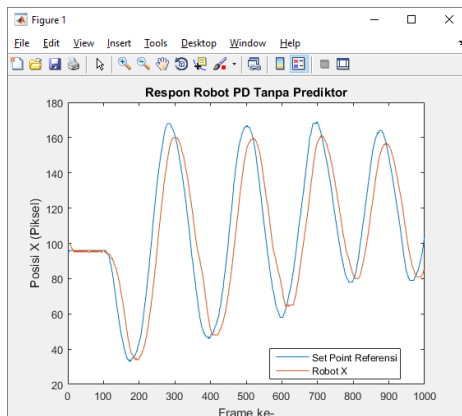 Figure 1
File Edit View Insert Tools Desktop Window Help
Respon Robot PD Tanpa Prediktor
180
160
140
120
100
80
60
40
20
Posisi X (Piksel)
0 100 200 300 400 500 600 700 800 900 1000
Frame ke-
Set Point Referensi
Robot X